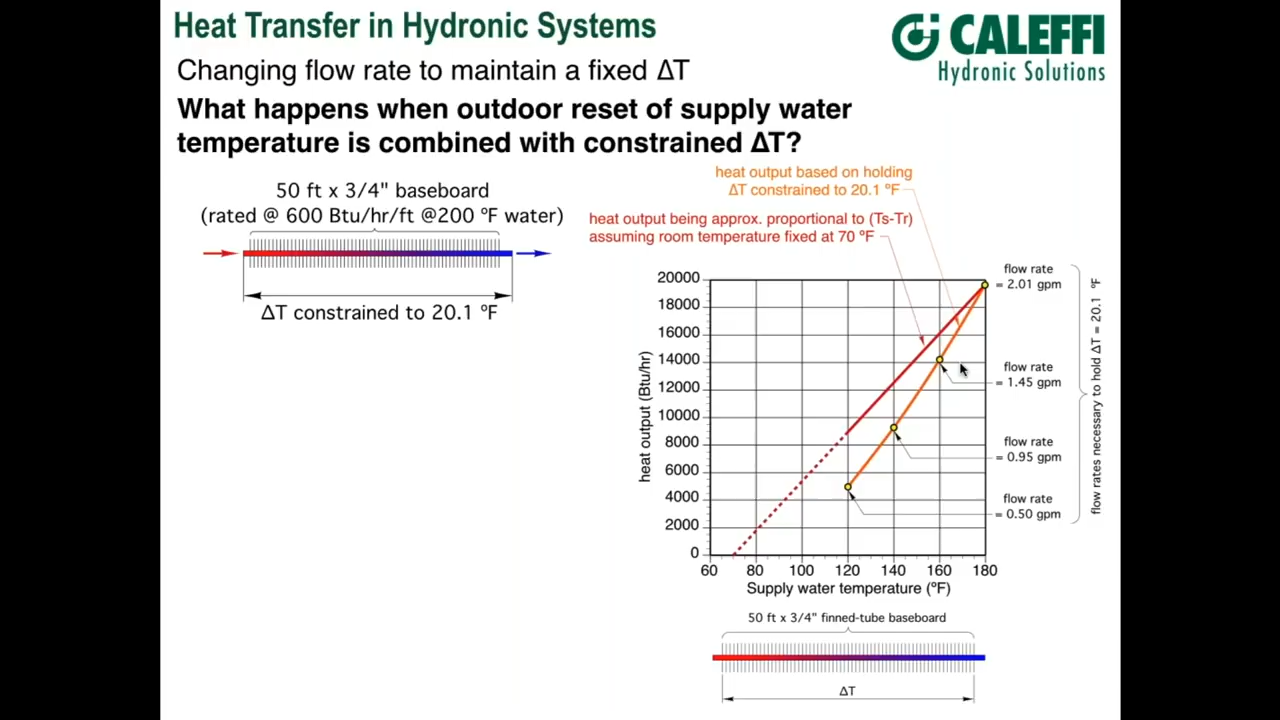 Heat Transfer in Hydronic Systems
CALEFFI
Hydronic Solutions
Changing flow rate to maintain a fixed ΔT
What happens when outdoor reset of supply water
temperature is combined with constrained ΔT?
50 ft x 3/4" baseboard
(rated @ 600 Btu/hr/ft @200 ºF water)
ΔT constrained to 20.1 ºF
heat output based on holding
ΔT constrained to 20.1 ºF
heat output being approx. proportional to (Ts-Tr)
assuming room temperature fixed at 70 ºF
heat output (Btu/hr)
20000
18000
16000
14000
12000
10000
8000
6000
4000
2000
0
60 80 100 120 140 160 180
Supply water temperature (ºF)
flow rate
= 2.01 gpm
flow rate
= 1.45 gpm
flow rate
= 0.95 gpm
flow rate
= 0.50 gpm
flow rates necessary to hold ΔT = 20.1 ºF
50 ft x 3/4" finned-tube baseboard
ΔT